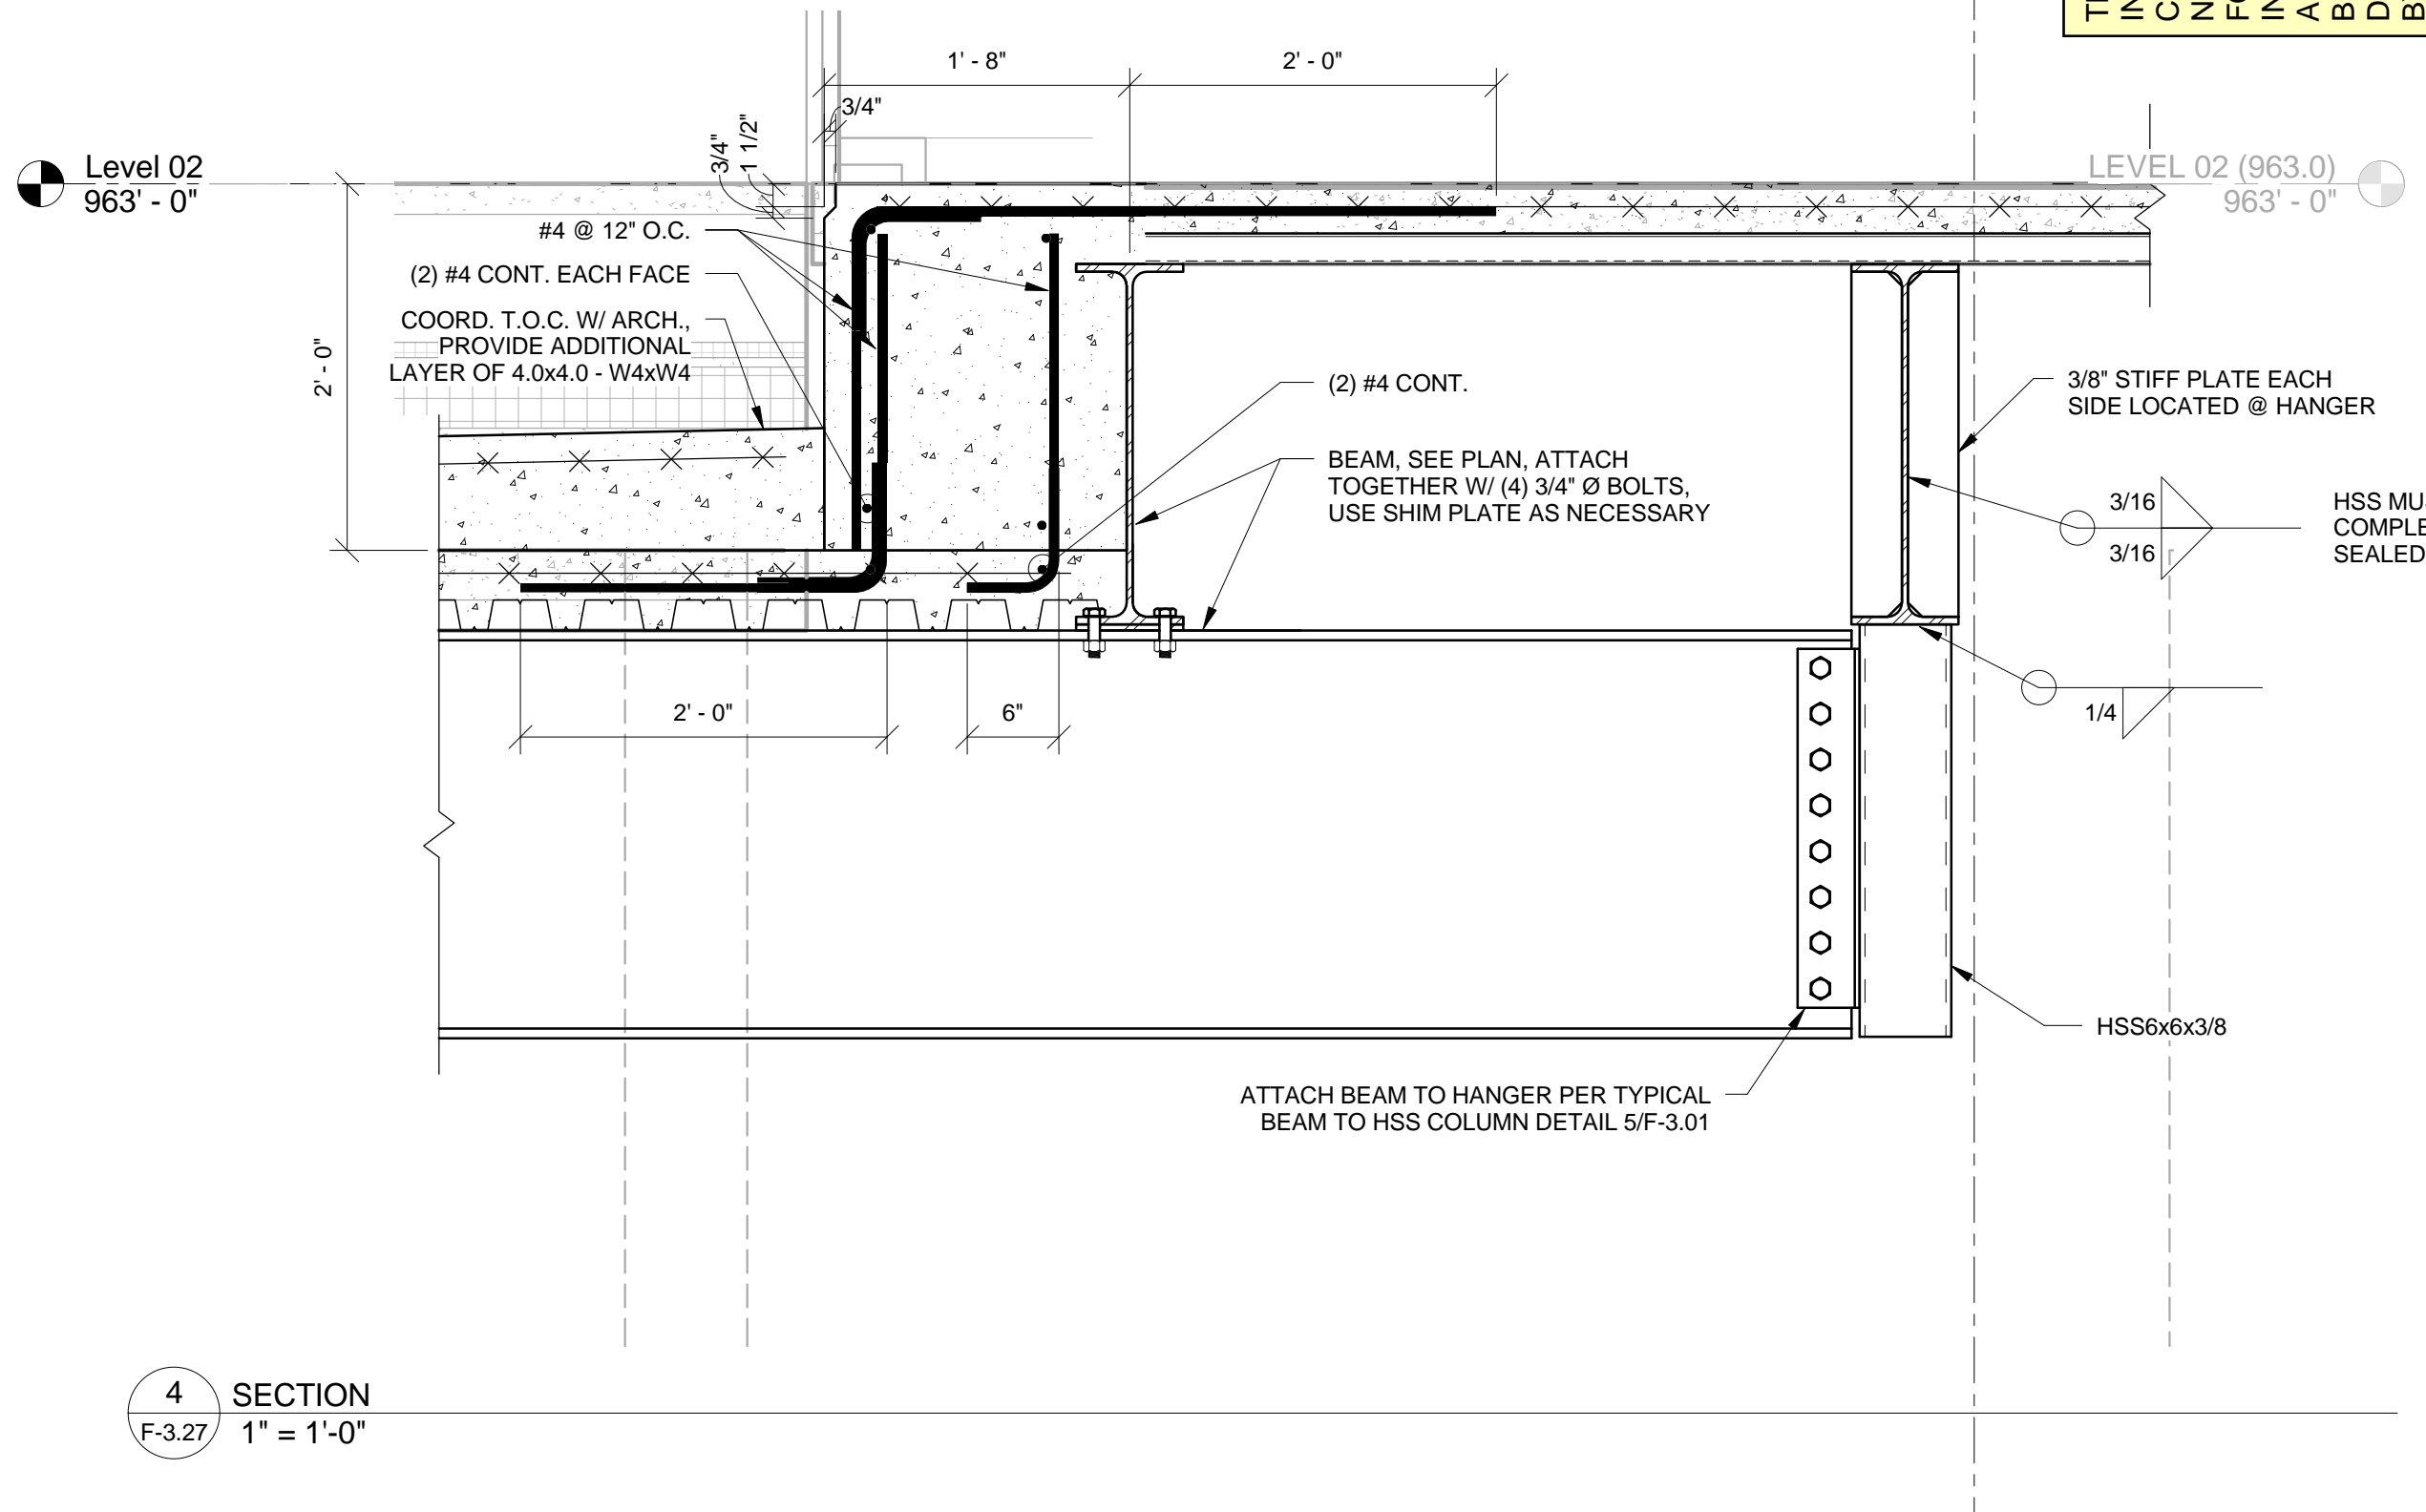 1' - 8"
2' - 0"
3/4"
3/4"
1 1/2"
Level 02
963' - 0"
LEVEL 02 (963.0)
963' - 0"
#4 @ 12" O.C.
(2) #4 CONT. EACH FACE
COORD. T.O.C. W/ ARCH.,
PROVIDE ADDITIONAL
LAYER OF 4.0x4.0 - W4xW4
2' - 0"
(2) #4 CONT.
BEAM, SEE PLAN, ATTACH
TOGETHER W/ (4) 3/4" Ø BOLTS,
USE SHIM PLATE AS NECESSARY
3/8" STIFF PLATE EACH
SIDE LOCATED @ HANGER
3/16
3/16
HSS
SEALED
2' - 0"
6"
1/4
HSS6x6x3/8
ATTACH BEAM TO HANGER PER TYPICAL
BEAM TO HSS COLUMN DETAIL 5/F-3.01
4
F-3.27
SECTION
1" = 1'-0"